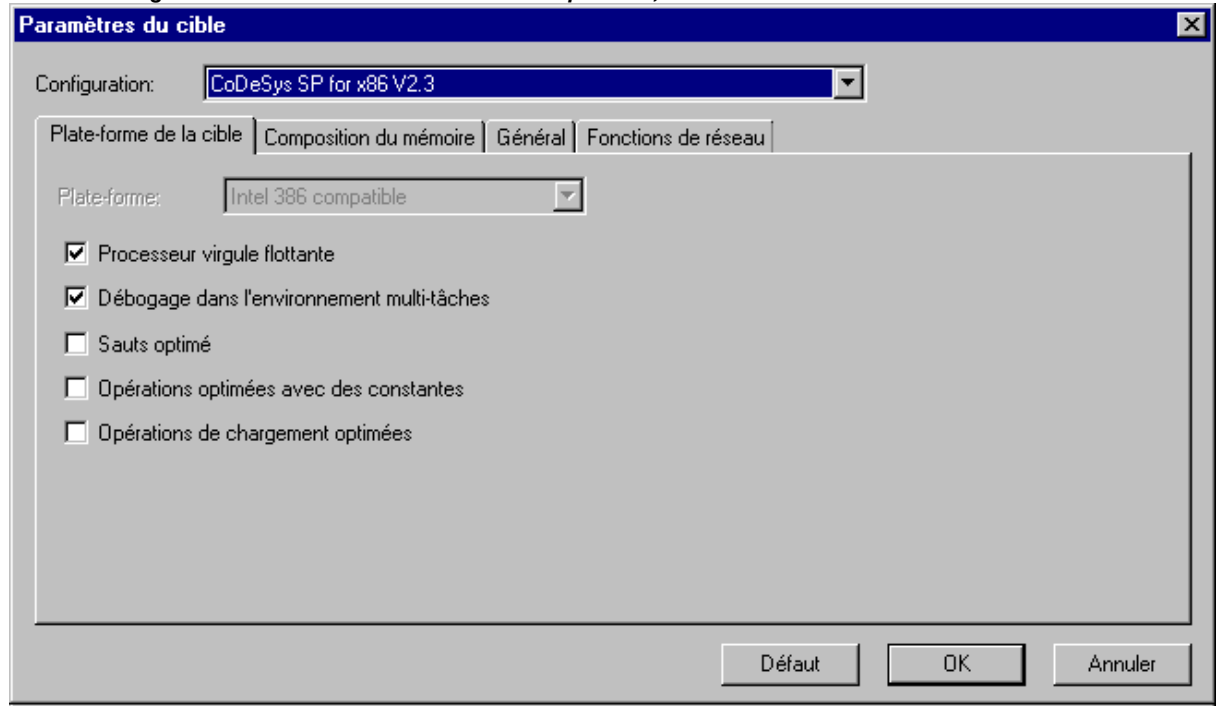 Paramètres du cible
Configuration: CoDeSys SP for x86 V2.3
Plate-forme de la cible Composition du mémoire Général Fonctions de réseau
Plate-forme: Intel 386 compatible
Processeur virgule flottante
Débogage dans l'environnement multi-tâches
Sauts optimé
Opérations optimées avec des constantes
Opérations de chargement optimées
Défaut OK Annuler